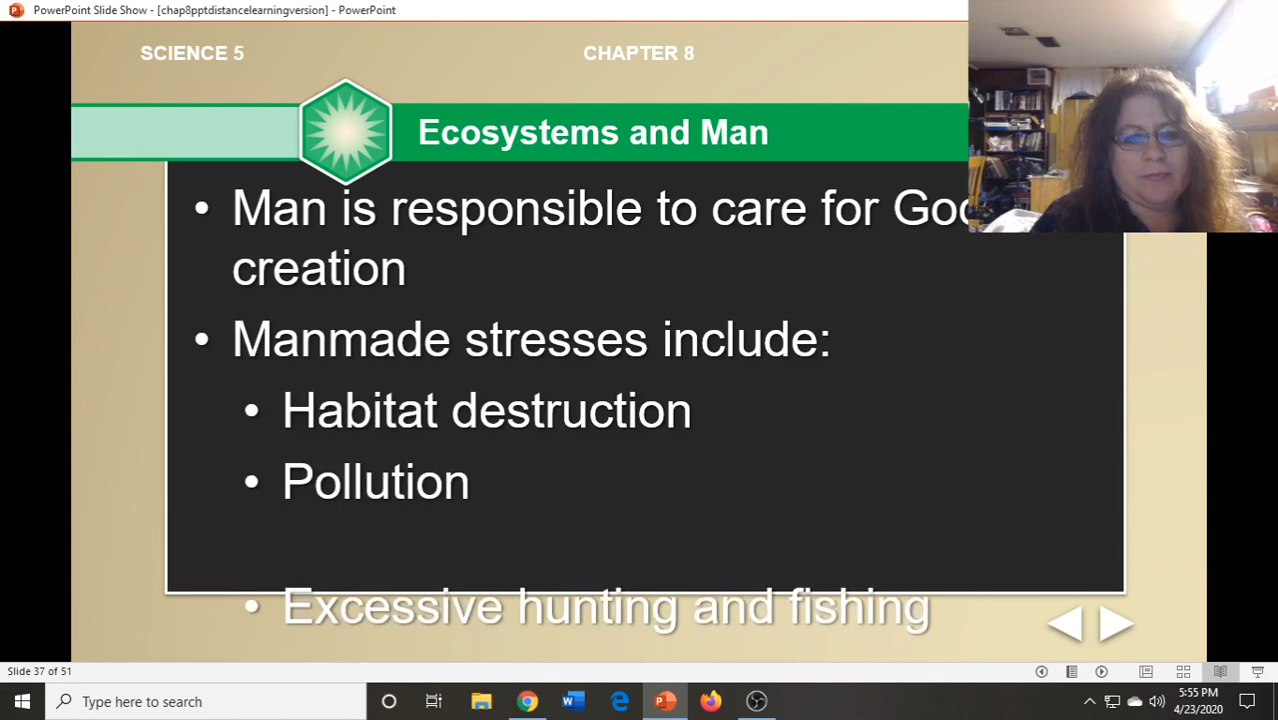 PowerPoint Slide Show - [chap8pptdistancelearningversion] - PowerPoint
SCIENCE 5
CHAPTER 8
Ecosystems and Man
• Man is responsible to care for
creation
• Manmade stresses include:
• Habitat destruction
• Pollution
• Excessive hunting and fishing
Slide 37 of 51
Type here to search
5:55 PM
4/23/2020